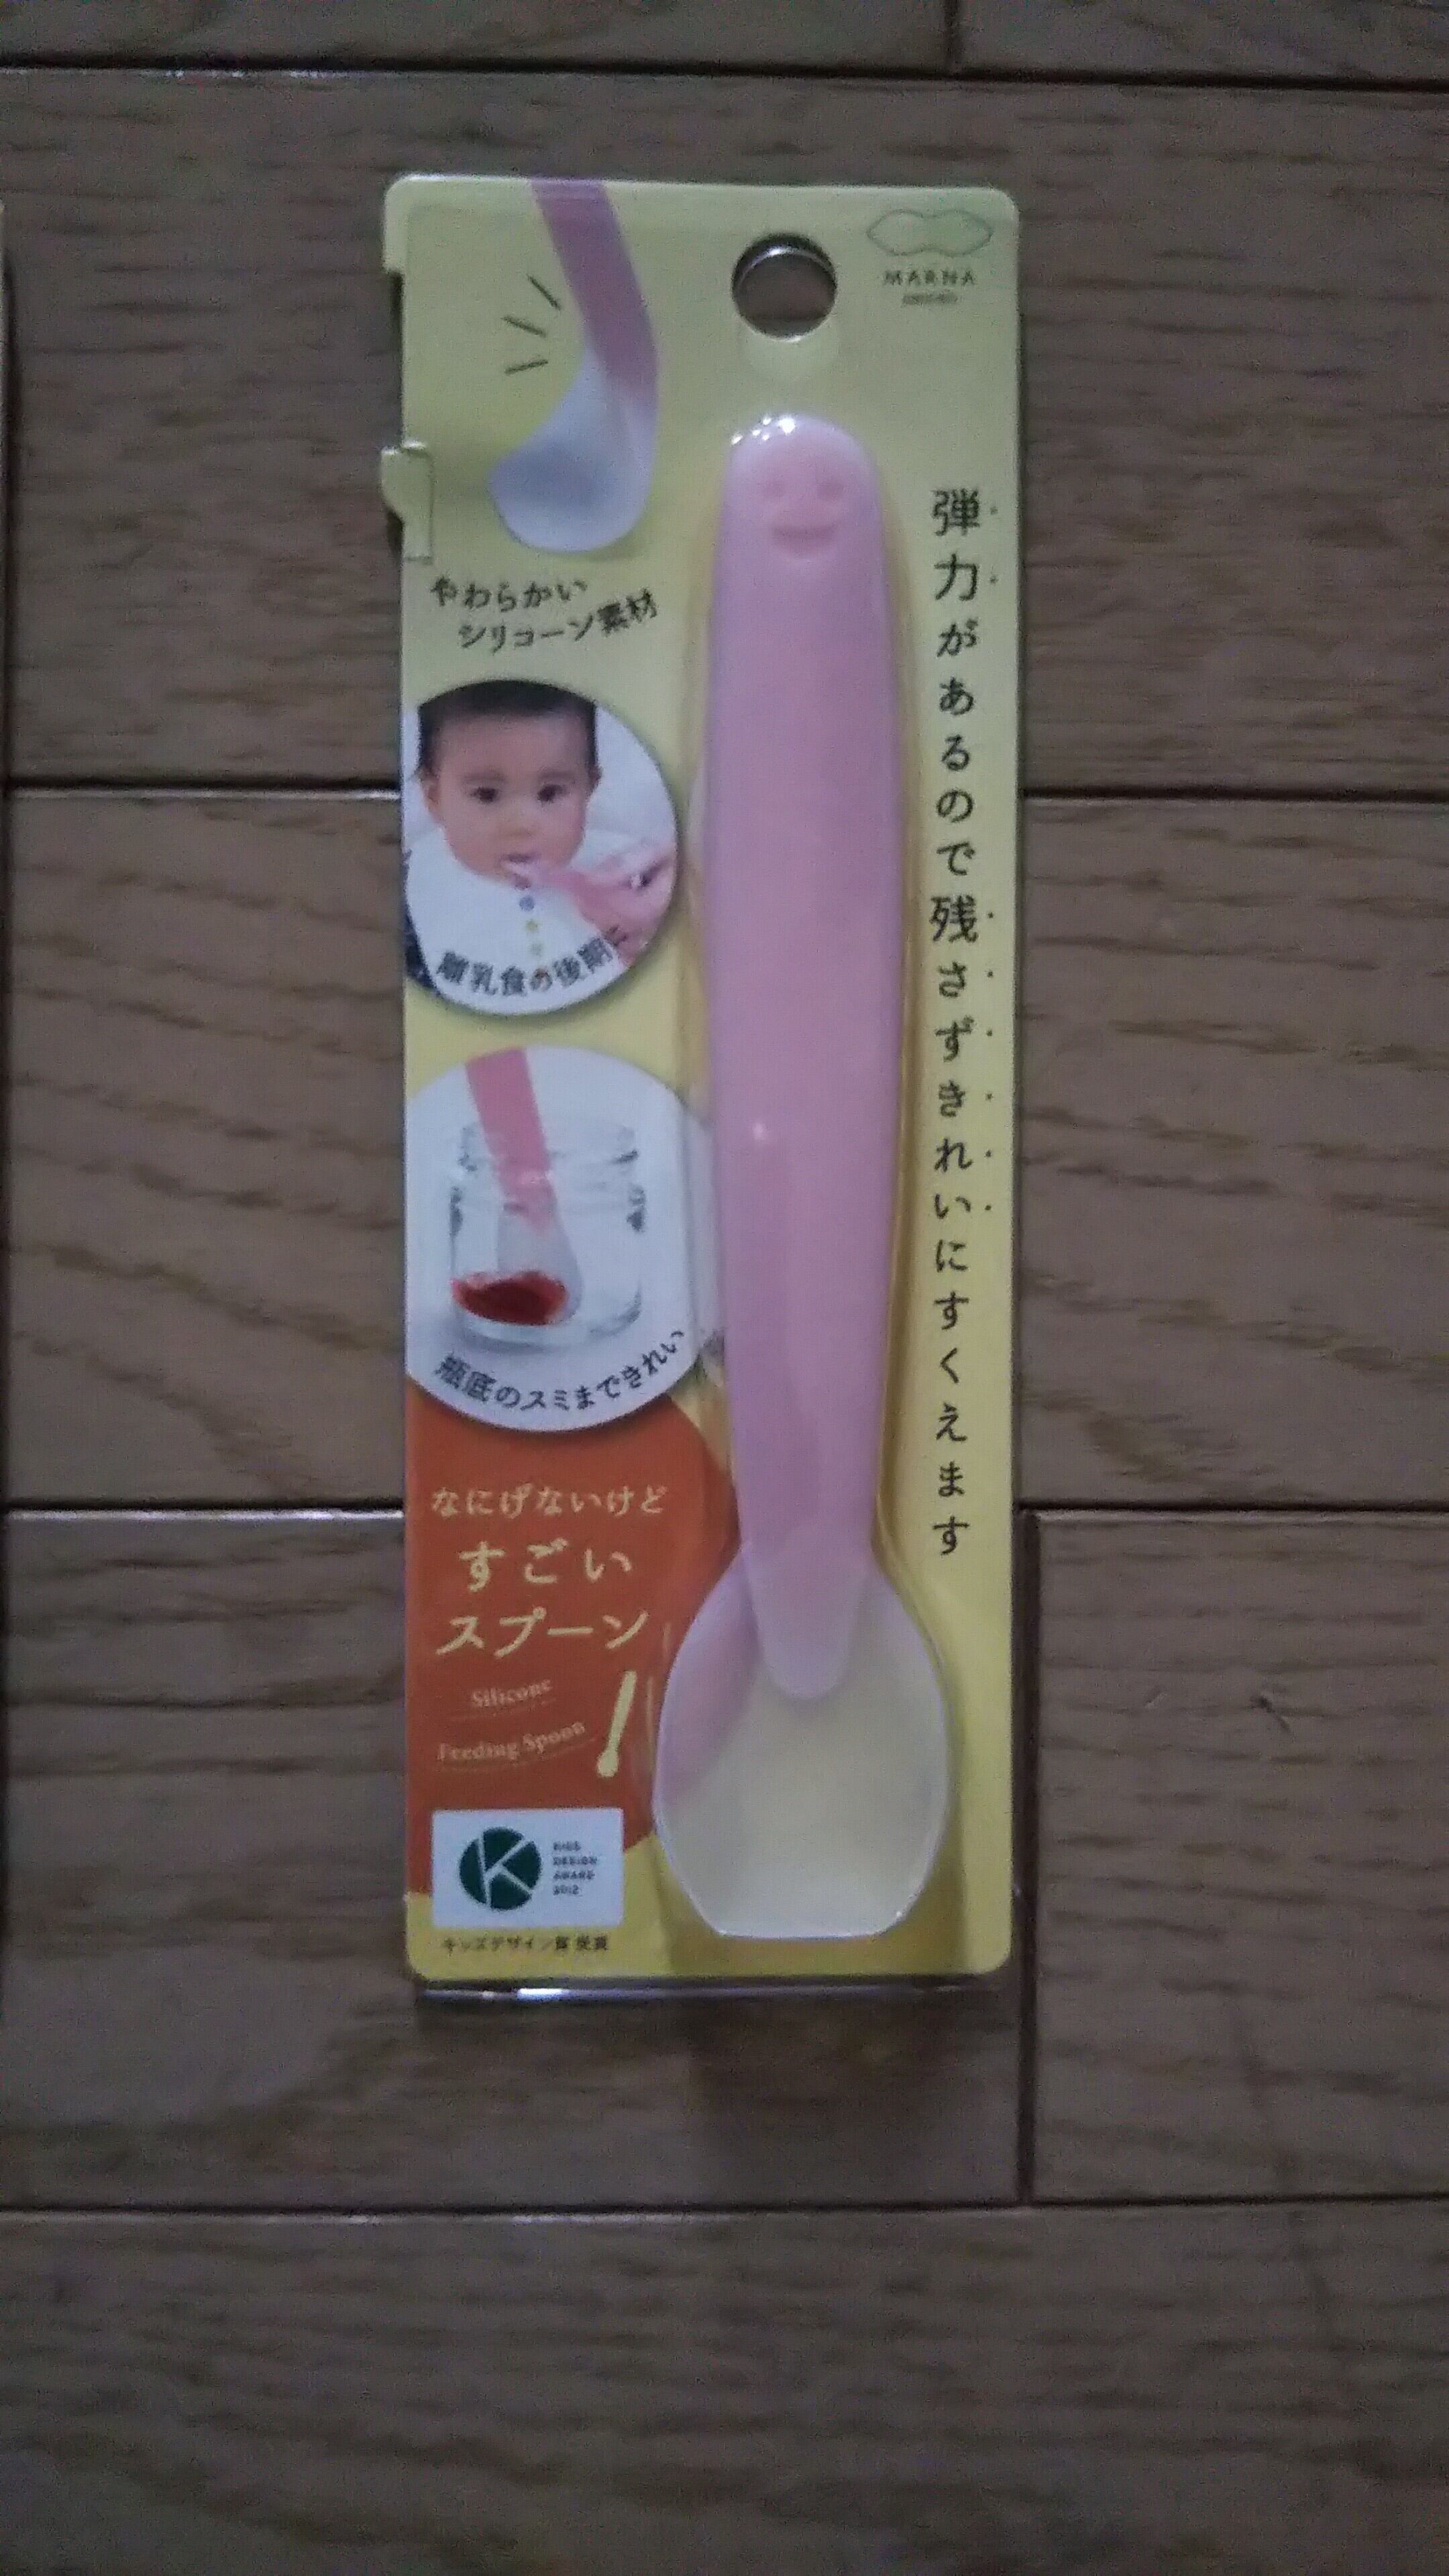 MARNA
弾力があるので残さずきれいにすくえます
やわらかい
シリコーン素材
離乳食の後期に
瓶底のスミまできれい
なにげないけど
すごい
スプーン
Silicone
Feeding Spoon
KIDS
DESIGN
AWARD
2012
キッズデザイン賞 受賞